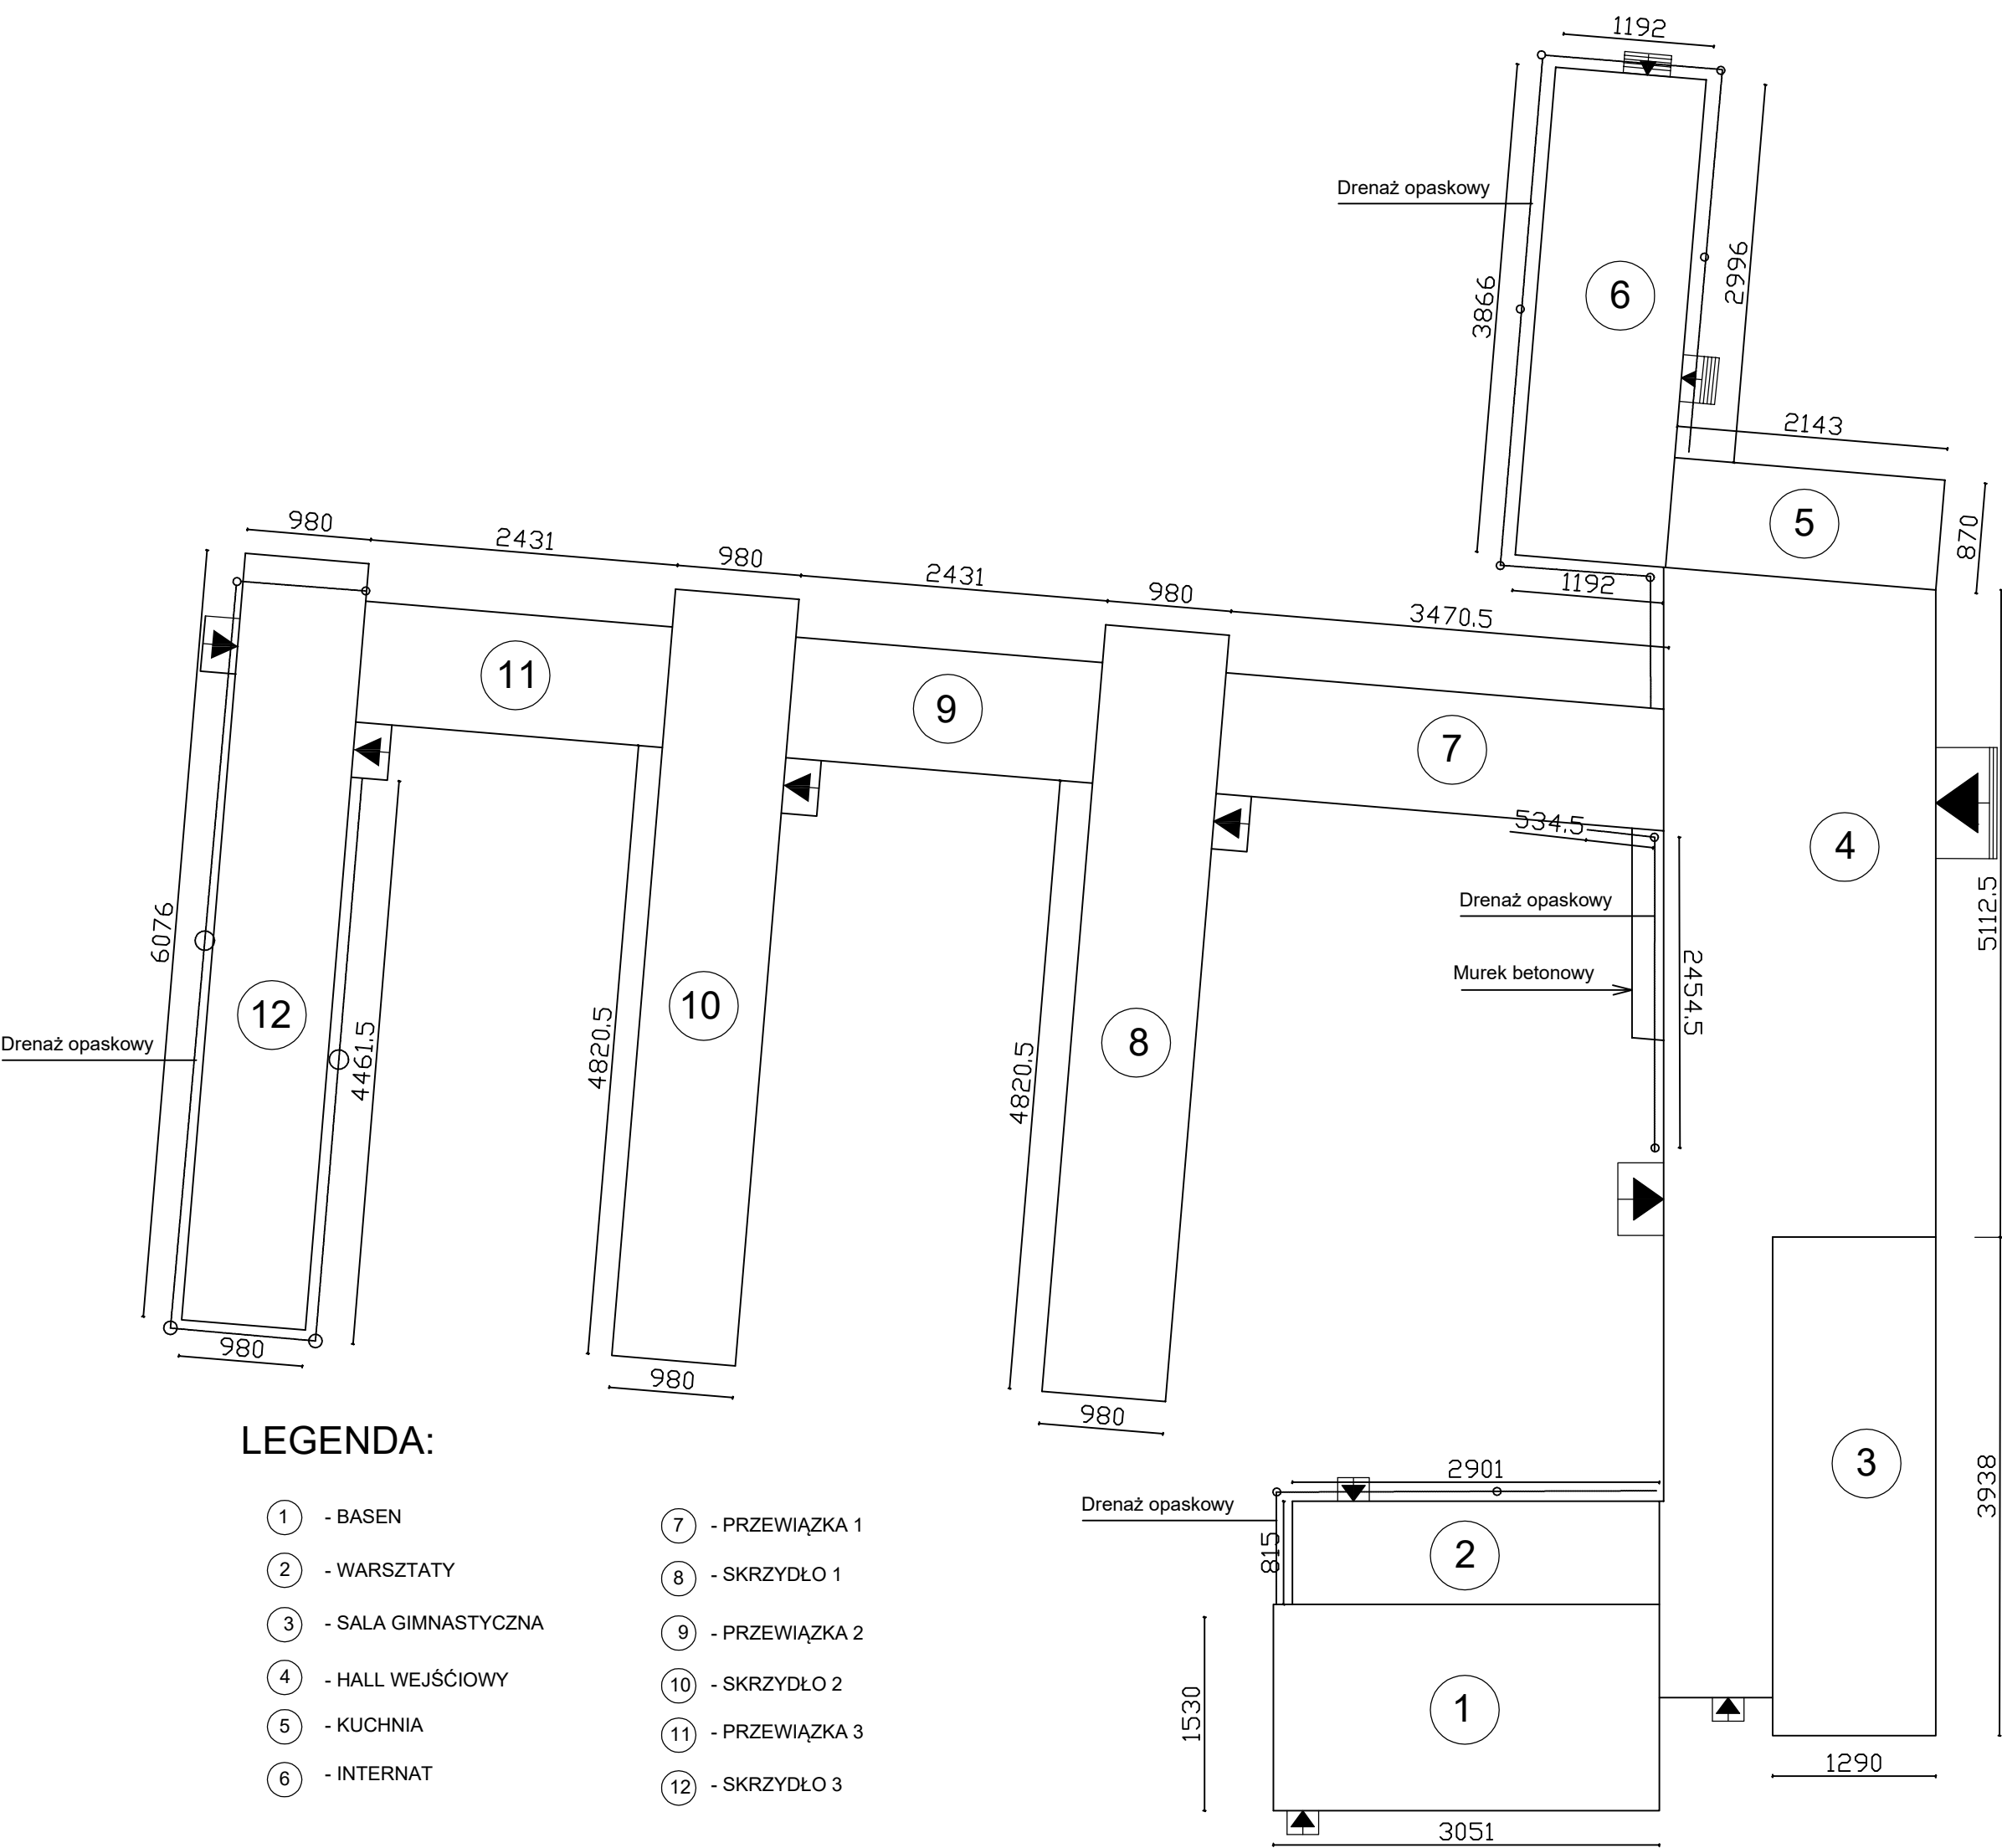 1192
Drenaż opaskowy
3866
6
2996
2143
5
870
1192
980
2431
980
2431
980
3470.5
11
9
7
534.5
4
5112.5
Drenaż opaskowy
Murek betonowy
2454.5
6076
12
10
8
Drenaż opaskowy
4461.5
4820.5
4820.5
980
980
980
3
3938
2901
Drenaż opaskowy
815
2
1530
1
1290
3051
LEGENDA:
1 - BASEN
2 - WARSZTATY
3 - SALA GIMNASTYCZNA
4 - HALL WEJŚĆIOWY
5 - KUCHNIA
6 - INTERNAT
7 - PRZEWIĄZKA 1
8 - SKRZYDŁO 1
9 - PRZEWIĄZKA 2
10 - SKRZYDŁO 2
11 - PRZEWIĄZKA 3
12 - SKRZYDŁO 3